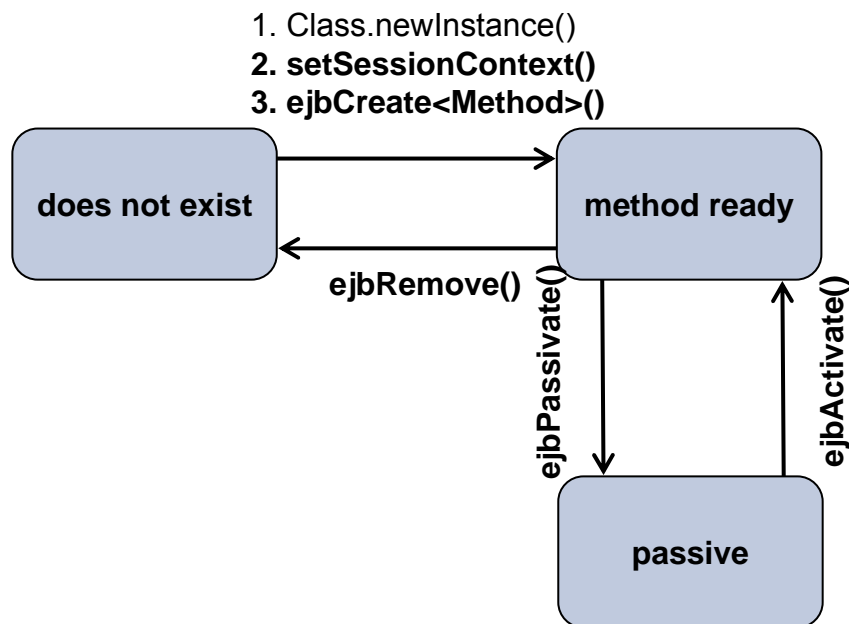 1. Class.newInstance()
2. setSessionContext()
3. ejbCreate<Method>()
does not exist
method ready
ejbRemove()
ejbPassivate()
ejbActivate()
passive